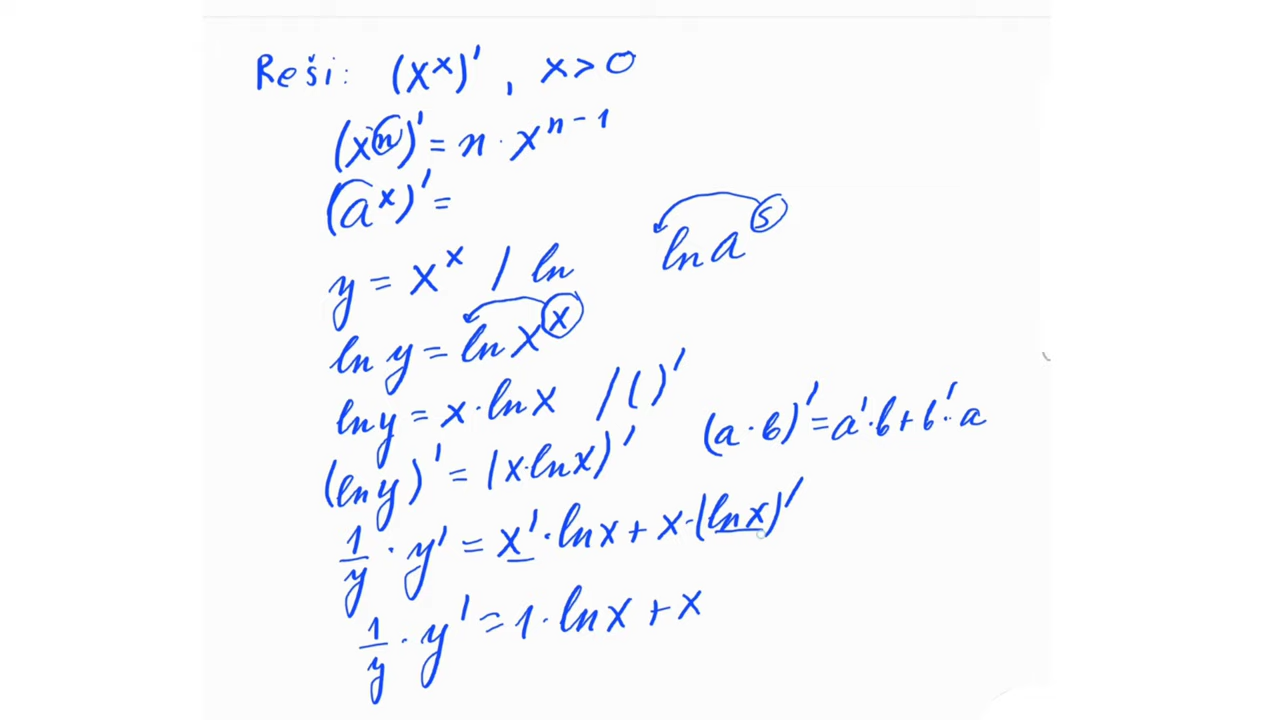 Reši: (x^x)', x>0
(x^n)' = n · x^{n-1}
(a^x)' =
ln a^5
y = x^x / ln
ln y = ln x^x
ln y = x · ln x / ( )'
(a · b)' = a' · b + b' · a
(ln y)' = (x · ln x)'
1/y · y' = x' · ln x + x · (ln x)'
1/y · y' = 1 · ln x + x